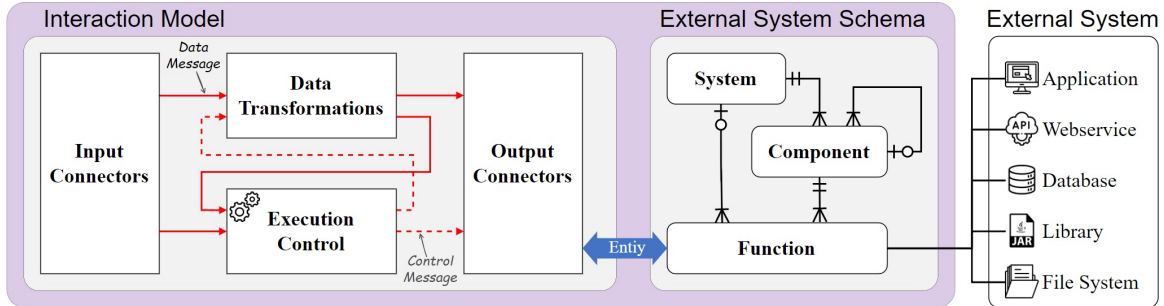 Interaction Model
External System Schema
External System
Data
Message
Input
Connectors
Data
Transformations
Execution
Control
Control
Message
Output
Connectors
Entiy
System
Component
Function
Application
API
Webservice
Database
JAR
Library
File System